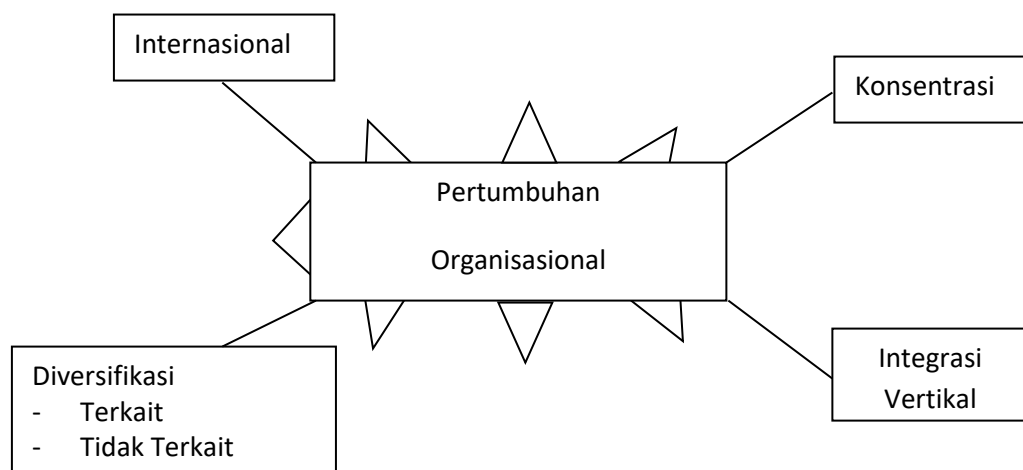 Internasional
Konsentrasi
Pertumbuhan
Organisasional
Diversifikasi
- Terkait
- Tidak Terkait
Integrasi
Vertikal